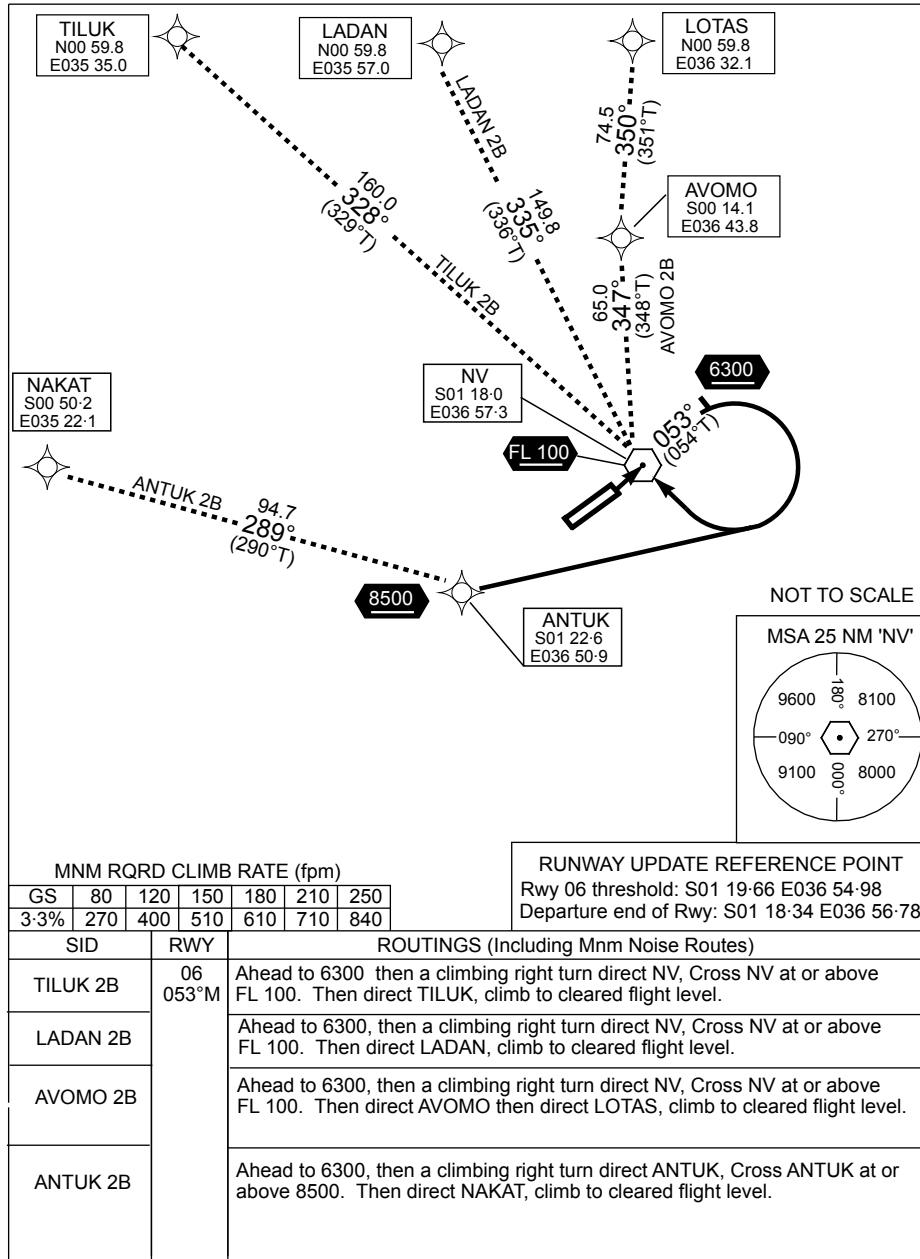 TILUK
N00 59.8
E035 35.0
LADAN
N00 59.8
E035 57.0
LOTAS
N00 59.8
E036 32.1
LADAN 2B
74.5
350°
(351°T)
AVOMO
S00 14.1
E036 43.8
160.0
328°
(329°T)
149.8
335°
(336°T)
TILUK 2B
65.0
347°
(348°T)
AVOMO 2B
NAKAT
S00 50·2
E035 22·1
NV
S01 18·0
E036 57·3
6300
053°
(054°T)
FL 100
ANTUK 2B
94.7
289°
(290°T)
8500
ANTUK
S01 22·6
E036 50·9
NOT TO SCALE
MSA 25 NM 'NV'
9600 180° 8100
090° 270°
9100 000° 8000
RUNWAY UPDATE REFERENCE POINT
Rwy 06 threshold: S01 19·66 E036 54·98
Departure end of Rwy: S01 18·34 E036 56·78
MNM RQRD CLIMB RATE (fpm)
GS 80 120 150 180 210 250
3·3% 270 400 510 610 710 840
SID RWY ROUTINGS (Including Mnm Noise Routes)
TILUK 2B 06 Ahead to 6300 then a climbing right turn direct NV, Cross NV at or above
053°M FL 100. Then direct TILUK, climb to cleared flight level.
LADAN 2B Ahead to 6300, then a climbing right turn direct NV, Cross NV at or above
FL 100. Then direct LADAN, climb to cleared flight level.
AVOMO 2B Ahead to 6300, then a climbing right turn direct NV, Cross NV at or above
FL 100. Then direct AVOMO then direct LOTAS, climb to cleared flight level.
ANTUK 2B Ahead to 6300, then a climbing right turn direct ANTUK, Cross ANTUK at or
above 8500. Then direct NAKAT, climb to cleared flight level.